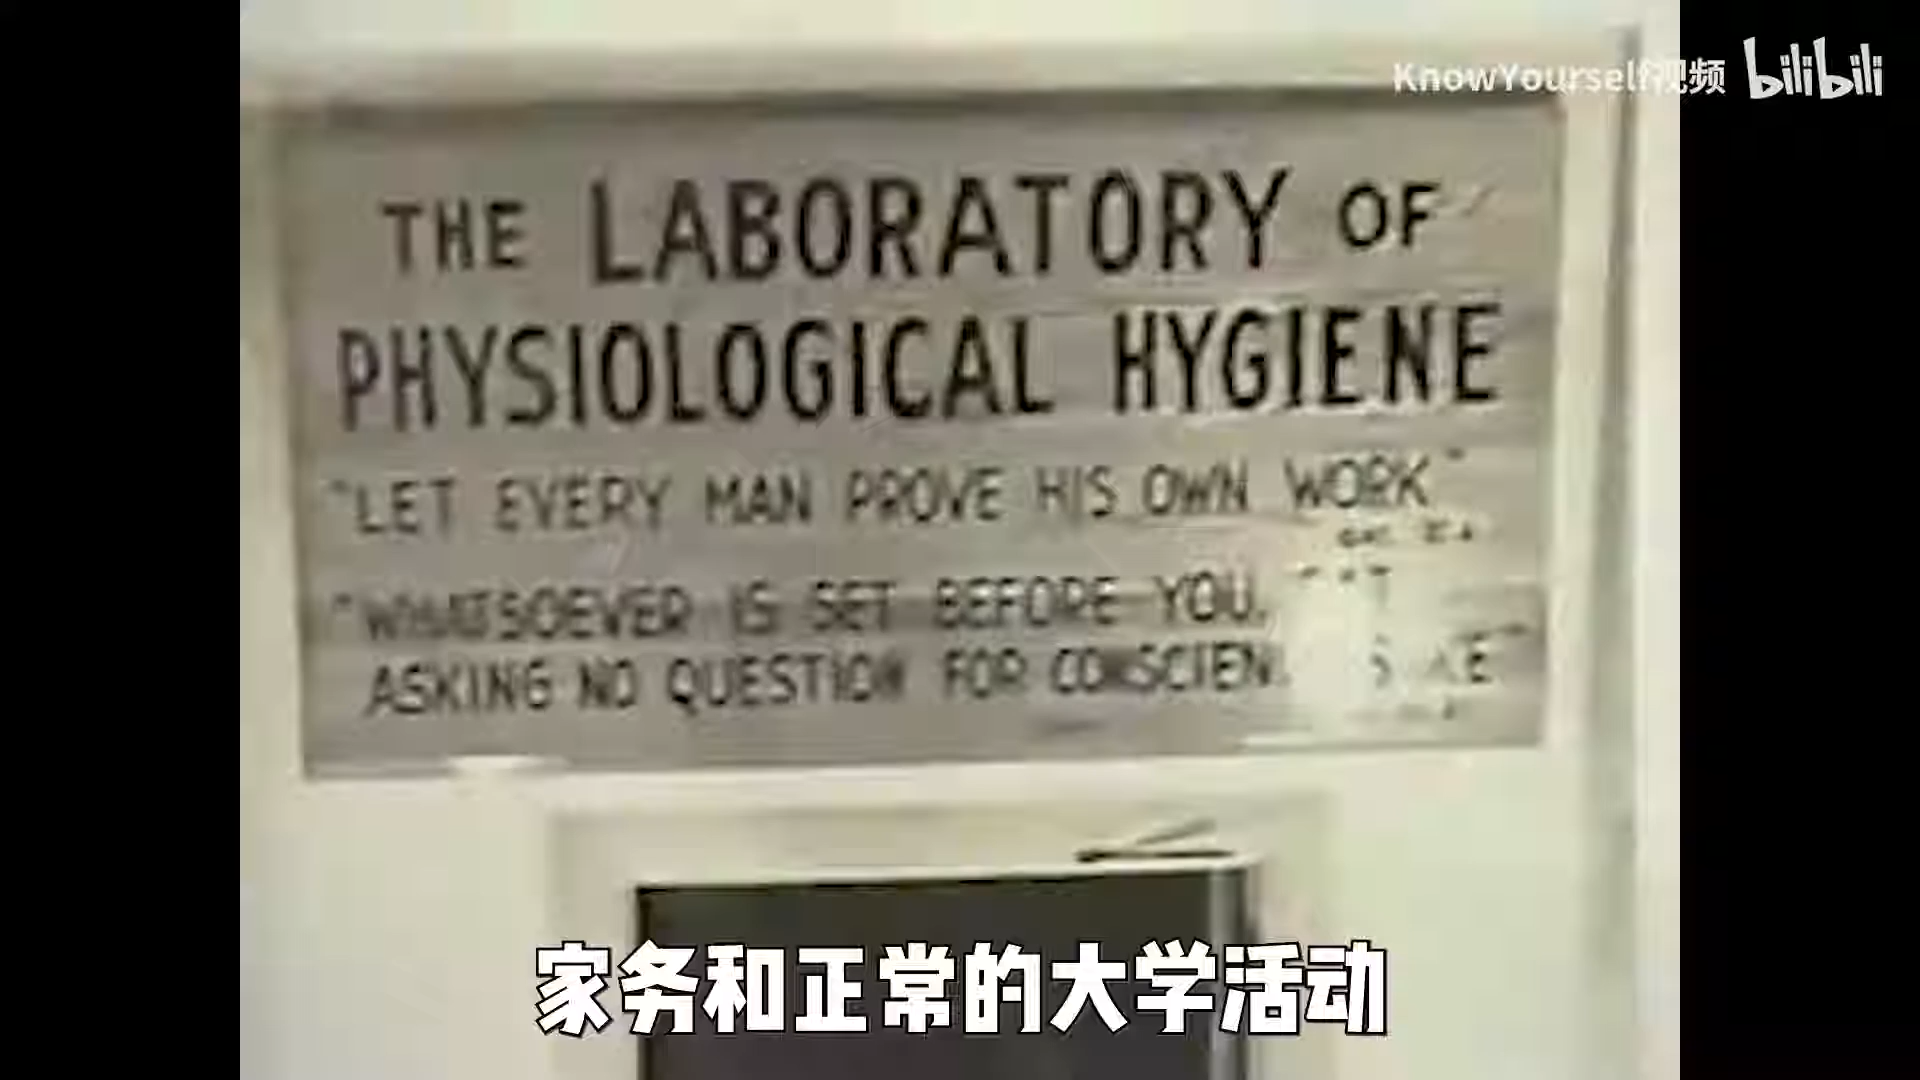 KnowYourself视频 bilibili
THE LABORATORY OF
PHYSIOLOGICAL HYGIENE
"LET EVERY MAN PROVE HIS OWN WORK"
"WHATSOEVER IS SET BEFORE YOU,
ASKING NO QUESTION FOR
家务和正常的大学活动